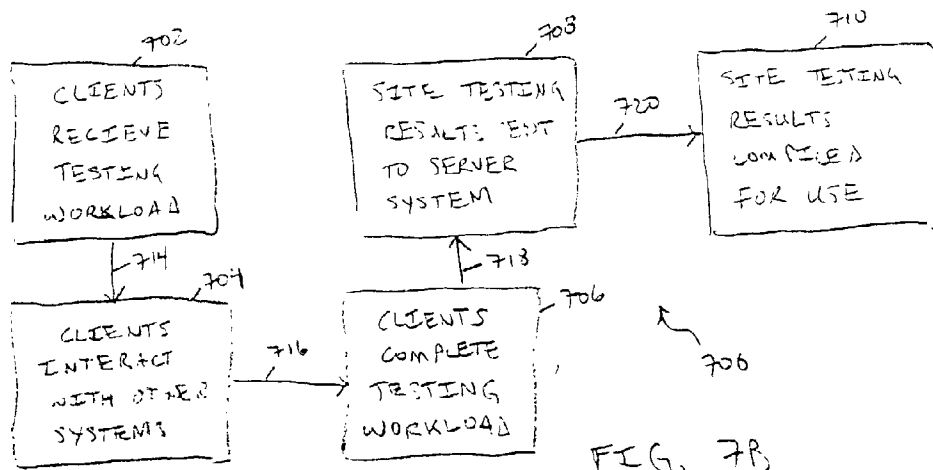 702
CLIENTS
RECIEVE
TESTING
WORKLOAD
714
704
CLIENTS
INTERACT
WITH OTHER
SYSTEMS
716
706
CLIENTS
COMPLETE
TESTING
WORKLOAD
718
708
SITE TESTING
RESULTS SENT
TO SERVER
SYSTEM
720
710
SITE TESTING
RESULTS
COMPILED
FOR USE
700
FIG. 7B